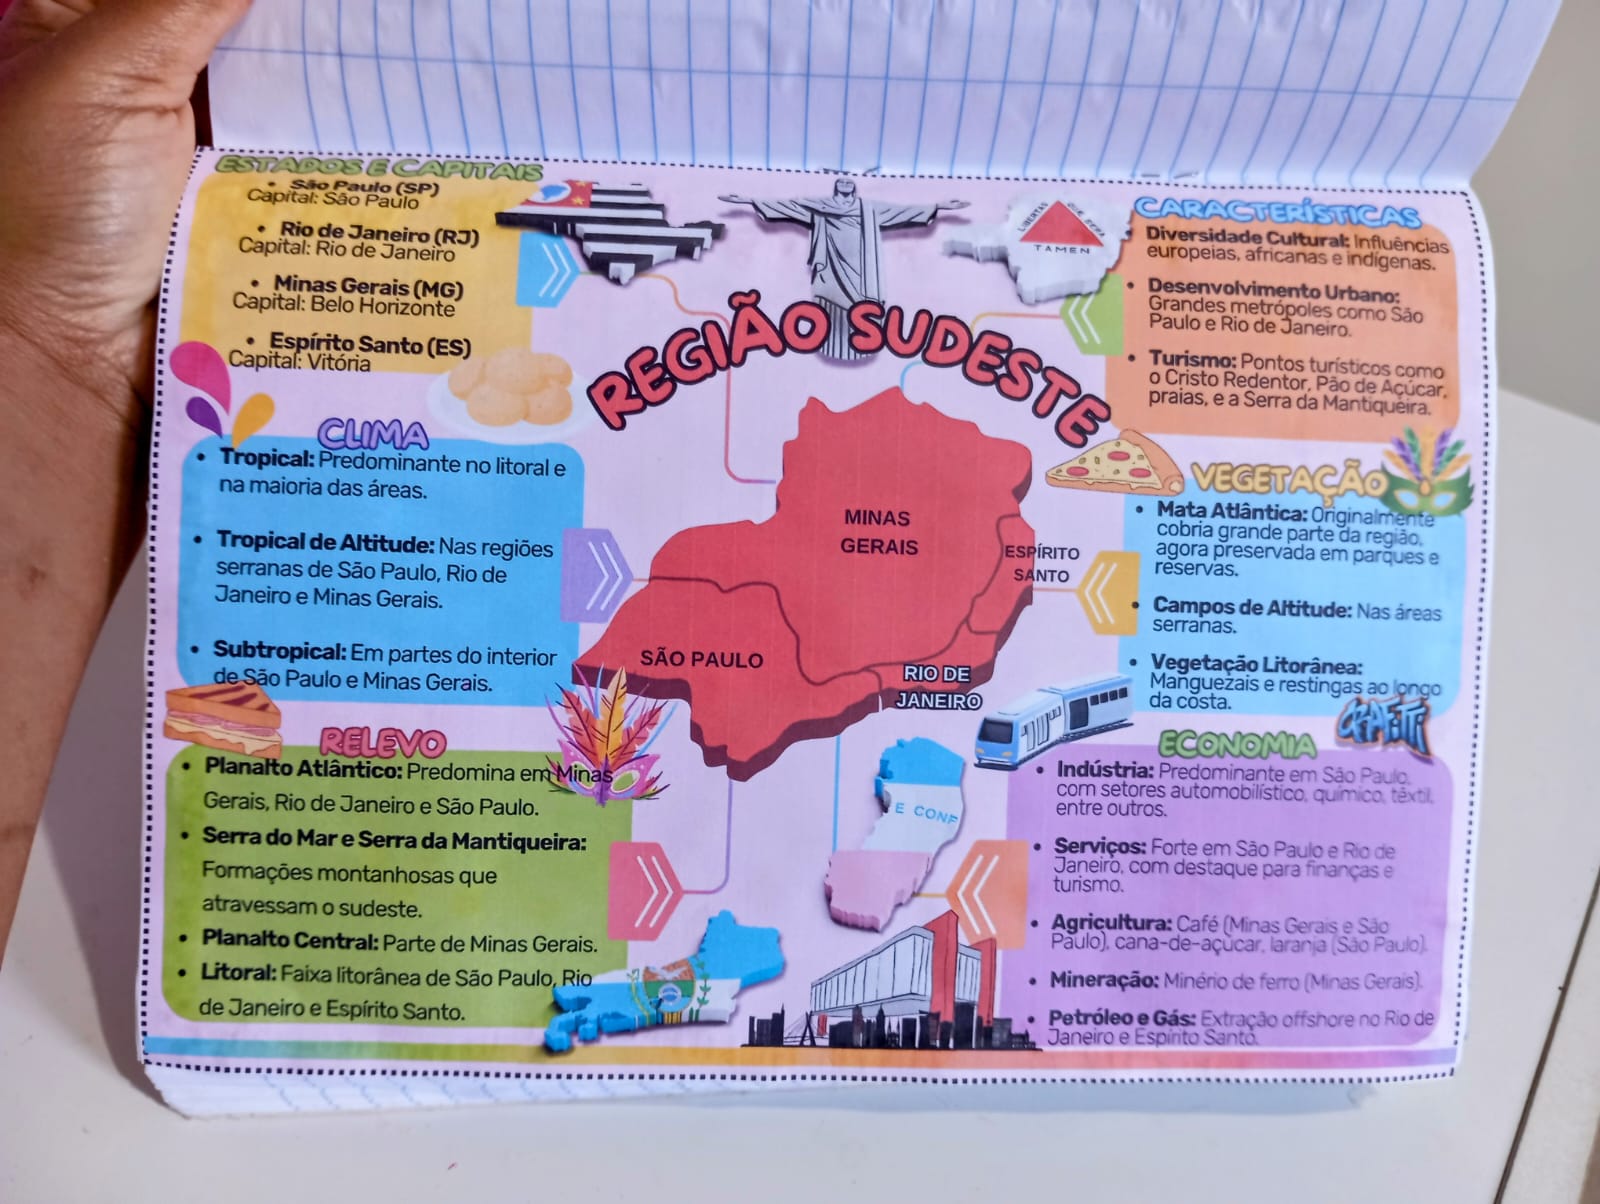 ESTADOS E CAPITAIS
• São Paulo (SP)
Capital: São Paulo
• Rio de Janeiro (RJ)
Capital: Rio de Janeiro
• Minas Gerais (MG)
Capital: Belo Horizonte
• Espírito Santo (ES)
Capital: Vitória
CLIMA
• Tropical: Predominante no litoral e
na maioria das áreas.
• Tropical de Altitude: Nas regiões
serranas de São Paulo, Rio de
Janeiro e Minas Gerais.
• Subtropical: Em partes do interior
de São Paulo e Minas Gerais.
RELEVO
• Planalto Atlântico: Predomina em Minas
Gerais, Rio de Janeiro e São Paulo.
• Serra do Mar e Serra da Mantiqueira:
Formações montanhosas que
atravessam o sudeste.
• Planalto Central: Parte de Minas Gerais.
• Litoral: Faixa litorânea de São Paulo, Rio
de Janeiro e Espírito Santo.
LIBERTAS QUE SERA
TAMEN
REGIÃO SUDESTE
MINAS
GERAIS
ESPÍRITO
SANTO
SÃO PAULO
RIO DE
JANEIRO
E CONF
CARACTERÍSTICAS
• Diversidade Cultural: Influências
europeias, africanas e indígenas.
• Desenvolvimento Urbano:
Grandes metrópoles como São
Paulo e Rio de Janeiro.
• Turismo: Pontos turísticos como
o Cristo Redentor, Pão de Açúcar,
praias, e a Serra da Mantiqueira.
VEGETAÇÃO
• Mata Atlântica: Originalmente
cobria grande parte da região,
agora preservada em parques e
reservas.
• Campos de Altitude: Nas áreas
serranas.
• Vegetação Litorânea:
Manguezais e restingas ao longo
da costa.
GRAFITTI
ECONOMIA
• Indústria: Predominante em São Paulo,
com setores automobilístico, químico, têxtil,
entre outros.
• Serviços: Forte em São Paulo e Rio de
Janeiro, com destaque para finanças e
turismo.
• Agricultura: Café (Minas Gerais e São
Paulo), cana-de-açúcar, laranja (São Paulo).
• Mineração: Minério de ferro (Minas Gerais).
• Petróleo e Gás: Extração offshore no Rio de
Janeiro e Espírito Santo.